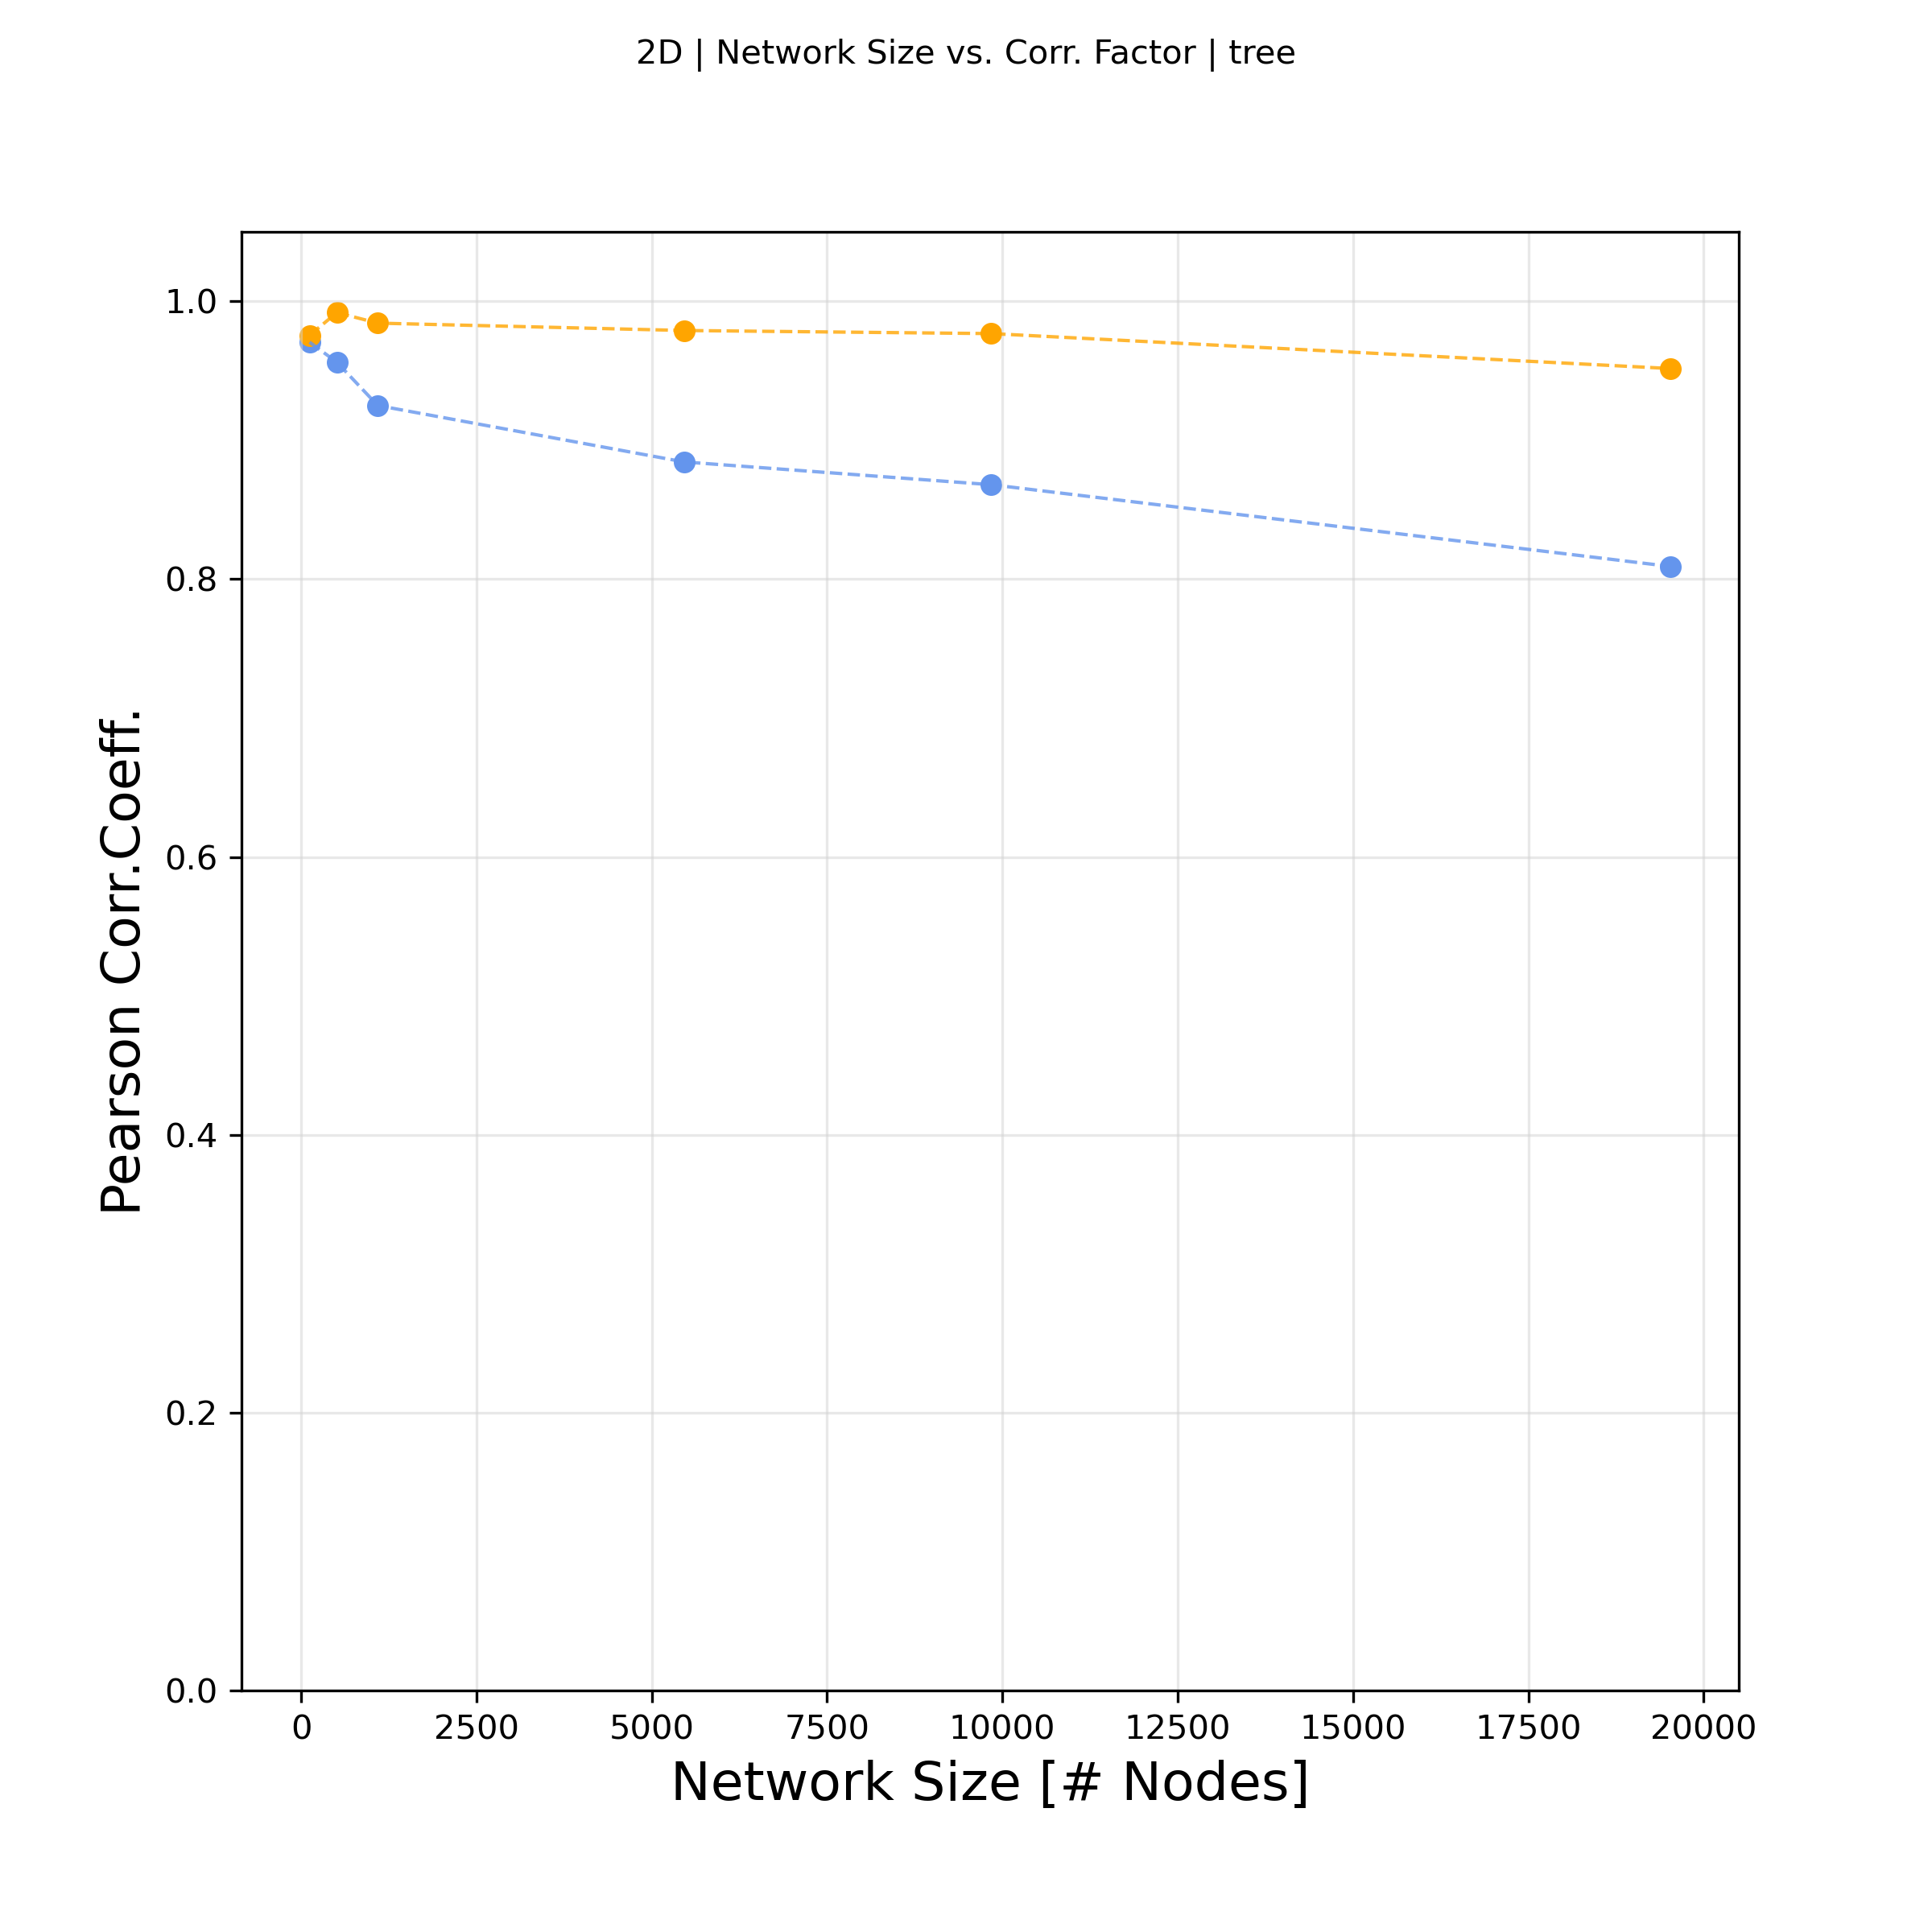 2D | Network Size vs. Corr. Factor | tree
1.0
0.8
0.6
0.4
0.2
0.0
Pearson Corr.Coeff.
0 2500 5000 7500 10000 12500 15000 17500 20000
Network Size [# Nodes]